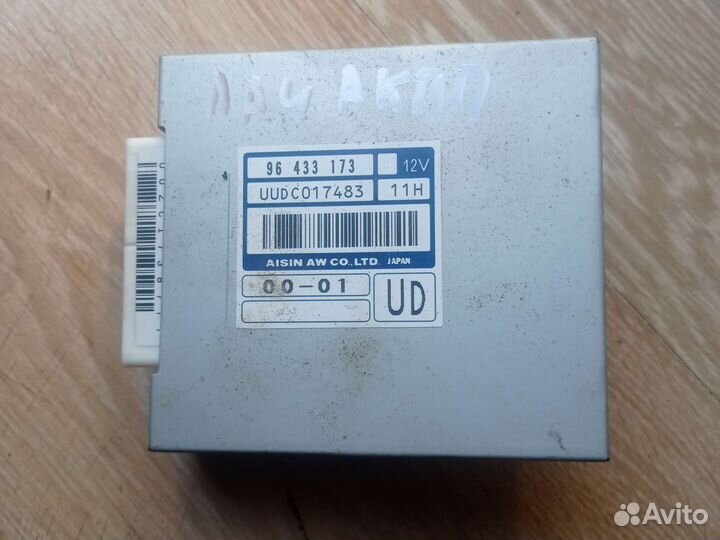 ЛАЧ АКПП
96 433 173 12V
UUDC017483 11H
AISIN AW CO.,LTD. JAPAN
00-01
UD
Avito